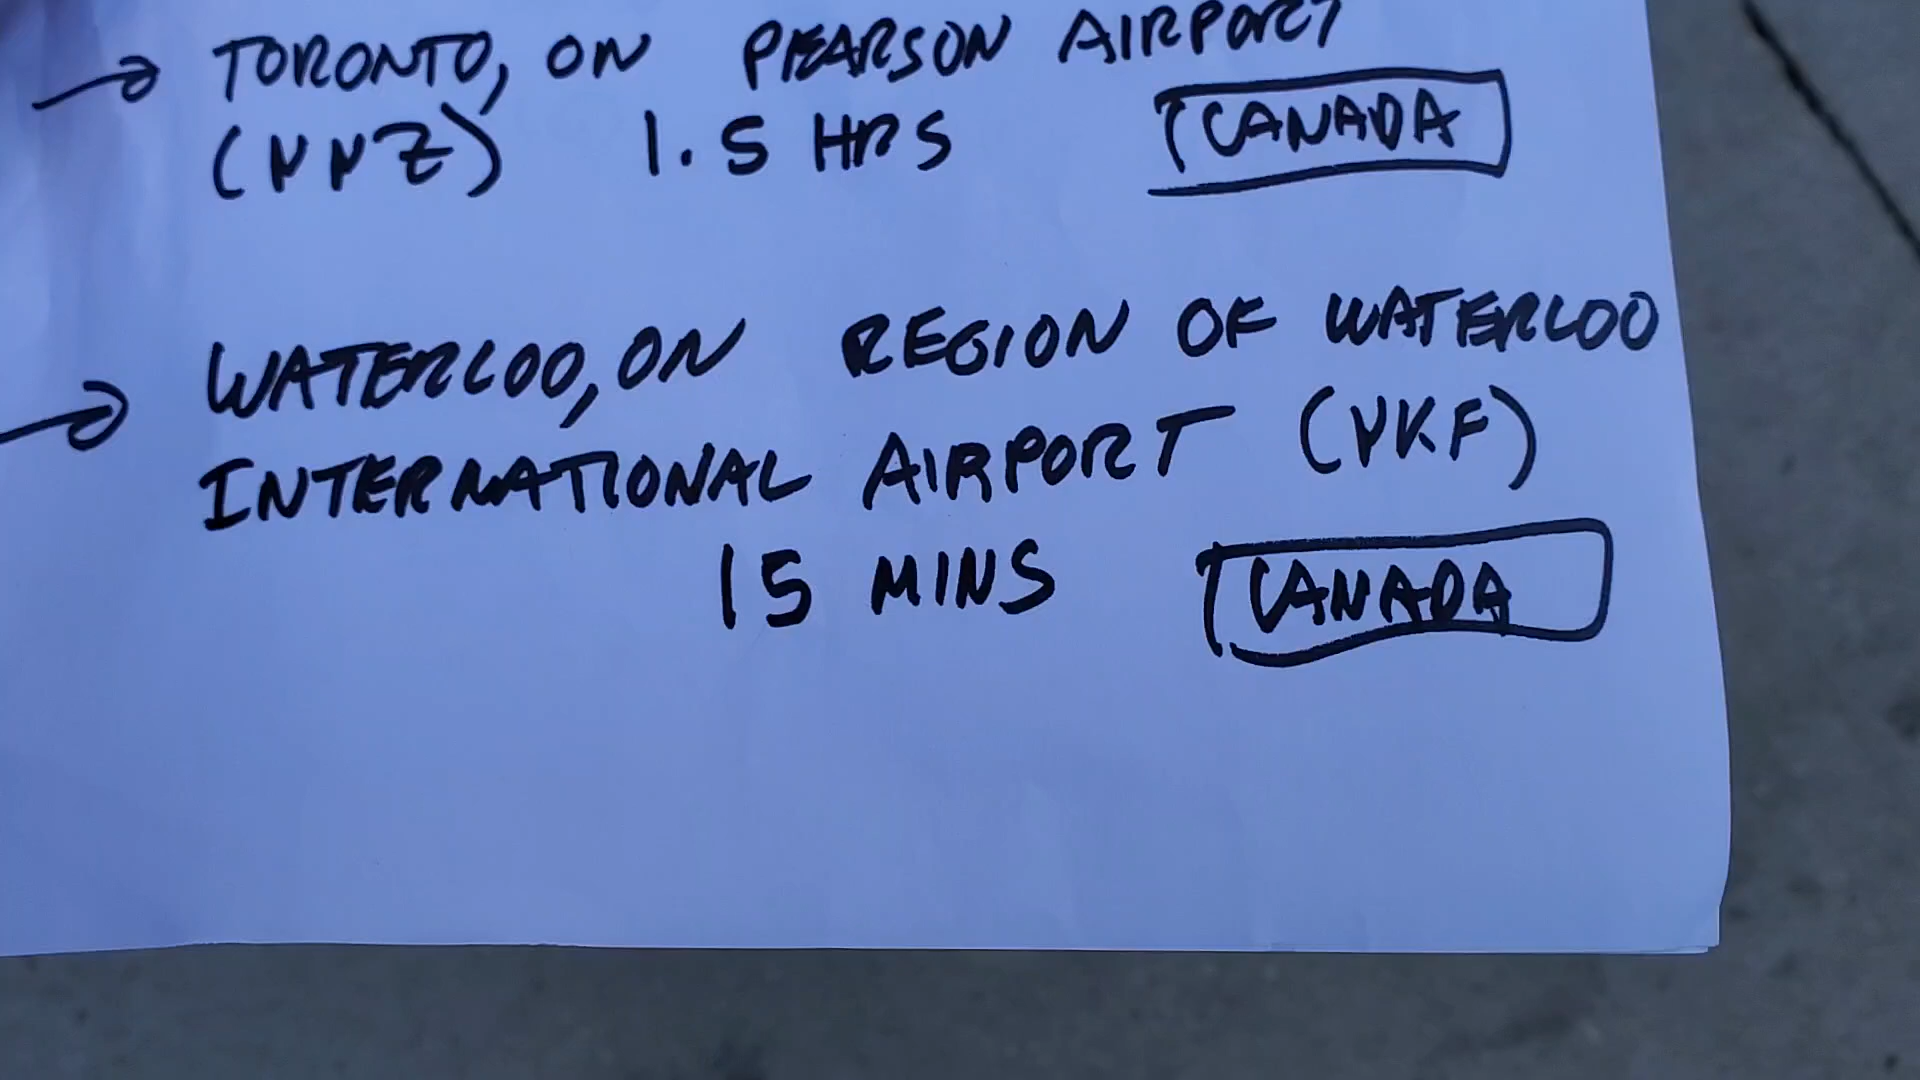 → TORONTO, ON PEARSON AIRPORT
(YYZ) 1.5 HRS CANADA
→ WATERLOO, ON REGION OF WATERLOO
INTERNATIONAL AIRPORT (YKF)
15 MINS CANADA